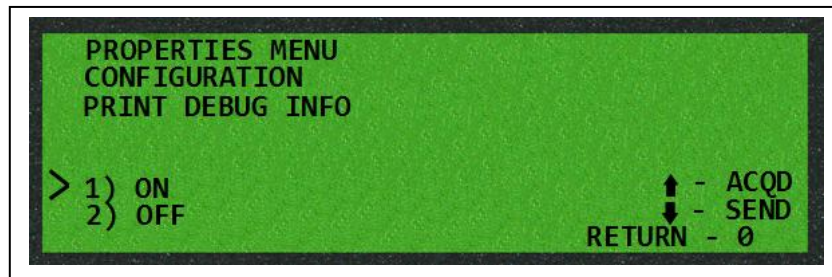 PROPERTIES MENU
CONFIGURATION
PRINT DEBUG INFO
> 1) ON
2) OFF
⬆ - ACQD
⬇ - SEND
RETURN - 0